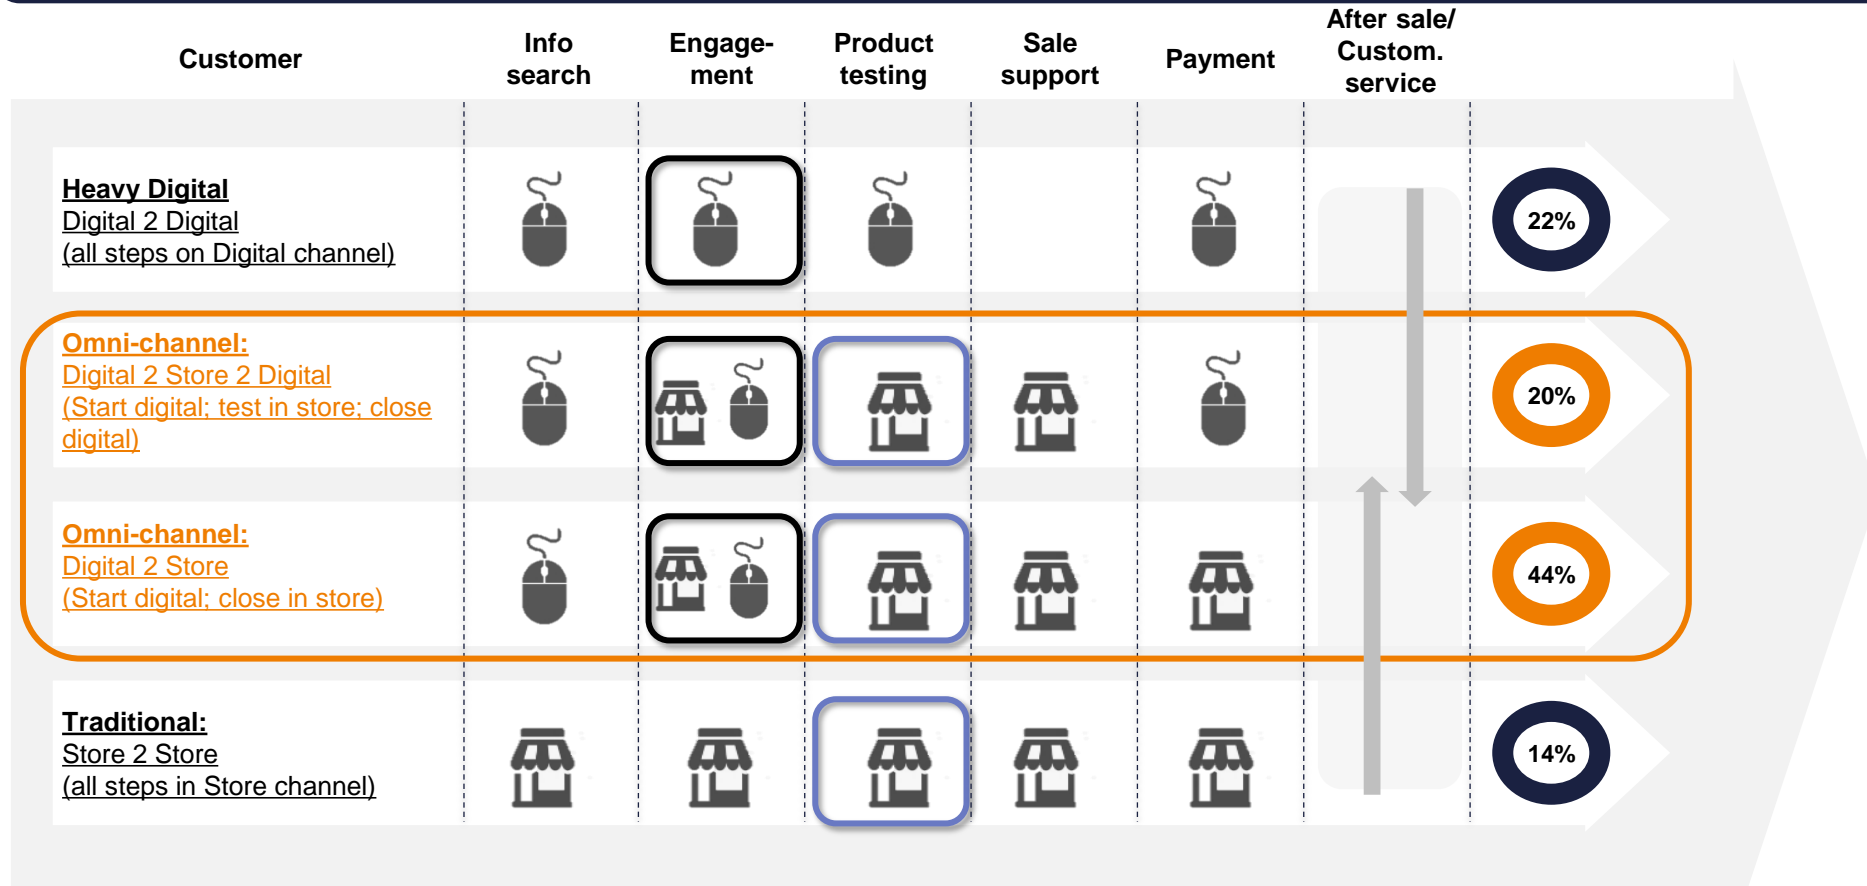 Customer
Info
search
Engage-
ment
Product
testing
Sale
support
Payment
After sale/
Custom.
service
Heavy Digital
Digital 2 Digital
(all steps on Digital channel)
22%
Omni-channel:
Digital 2 Store 2 Digital
(Start digital; test in store; close
digital)
20%
Omni-channel:
Digital 2 Store
(Start digital; close in store)
44%
Traditional:
Store 2 Store
(all steps in Store channel)
14%